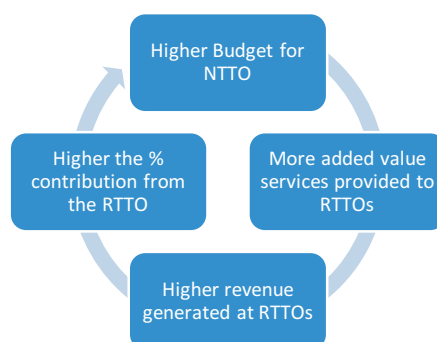 Higher Budget for
NTTO
More added value
services provided to
RTTOs
Higher revenue
generated at RTTOs
Higher the %
contribution from
the RTTO